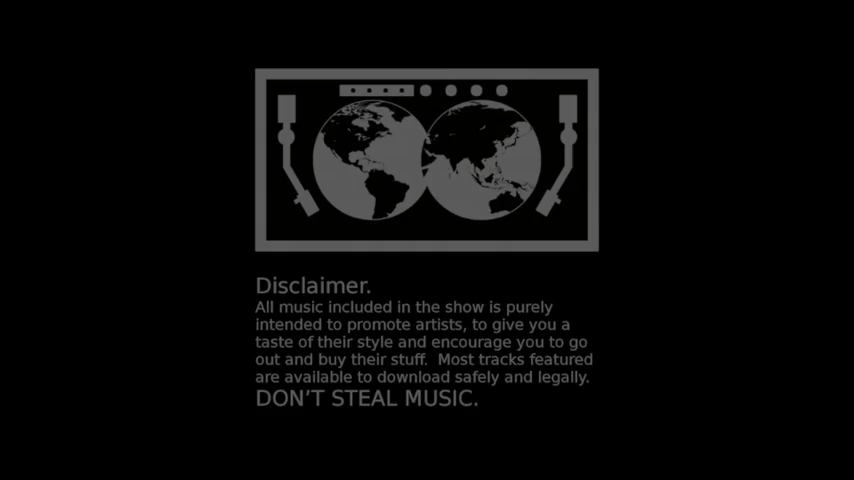 Disclaimer.
All music included in the show is purely
intended to promote artists, to give you a
taste of their style and encourage you to go
out and buy their stuff.  Most tracks featured
are available to download safely and legally.
DON’T STEAL MUSIC.